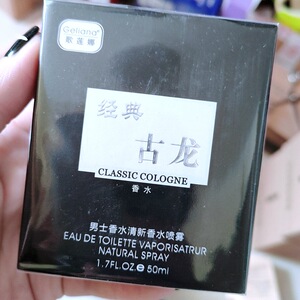 Geliana®
歌莲娜
经典
古龙
CLASSIC COLOGNE
香水
男士香水清新香水喷雾
EAU DE TOILETTE VAPORISATRUR
NATURAL SPRAY
1.7FL.OZ.℮50ml